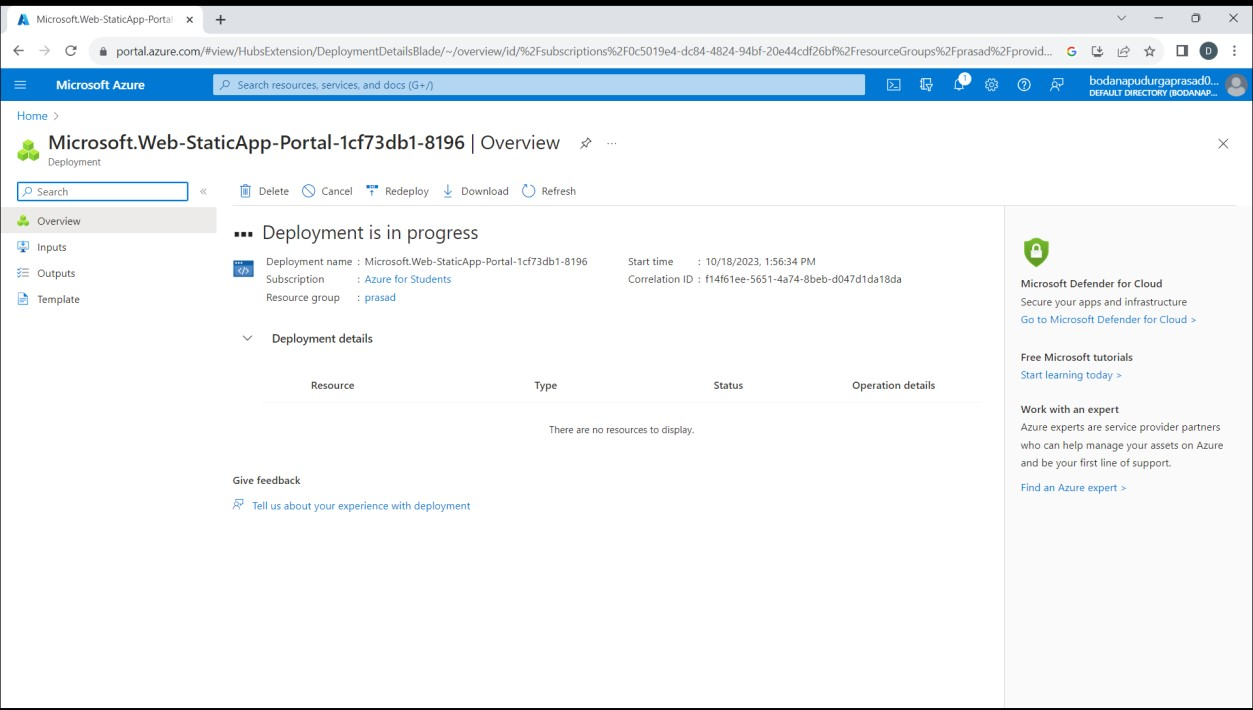 Microsoft.Web-StaticApp-Portal
portal.azure.com/#view/HubsExtension/DeploymentDetailsBlade/~/overview/id/%2Fsubscriptions%2F0c5019e4-dc84-4824-94bf-20e44cdf26bf%2FresourceGroups%2Fprasad%2Fprovid...
G
D
Microsoft Azure
Search resources, services, and docs (G+/)
1
bodanapudurgaprasad0...
DEFAULT DIRECTORY (BODANAP...
Home >
Microsoft.Web-StaticApp-Portal-1cf73db1-8196 | Overview
Deployment
Search
Delete Cancel Redeploy Download Refresh
Overview
Inputs
Outputs
Template
Deployment is in progress
Deployment name : Microsoft.Web-StaticApp-Portal-1cf73db1-8196
Subscription : Azure for Students
Resource group : prasad
Start time : 10/18/2023, 1:56:34 PM
Correlation ID : f14f61ee-5651-4a74-8beb-d047d1da18da
Deployment details
Resource Type Status Operation details
There are no resources to display.
Give feedback
Tell us about your experience with deployment
Microsoft Defender for Cloud
Secure your apps and infrastructure
Go to Microsoft Defender for Cloud >
Free Microsoft tutorials
Start learning today >
Work with an expert
Azure experts are service provider partners
who can help manage your assets on Azure
and be your first line of support.
Find an Azure expert >